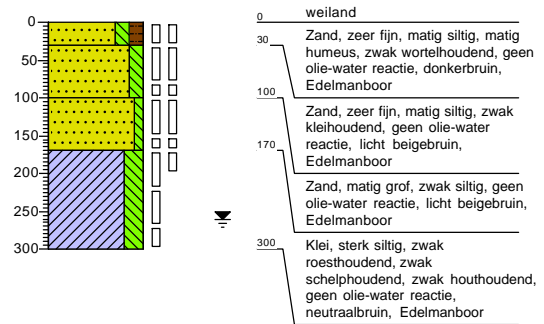 0
50
100
150
200
250
300
0
weiland
30
Zand, zeer fijn, matig siltig, matig
humeus, zwak wortelhoudend, geen
olie-water reactie, donkerbruin,
Edelmanboor
100
Zand, zeer fijn, matig siltig, zwak
kleihoudend, geen olie-water
reactie, licht beigebruin,
Edelmanboor
170
Zand, matig grof, zwak siltig, geen
olie-water reactie, licht beigebruin,
Edelmanboor
300
Klei, sterk siltig, zwak
roesthoudend, zwak
schelphoudend, zwak houthoudend,
geen olie-water reactie,
neutraalbruin, Edelmanboor